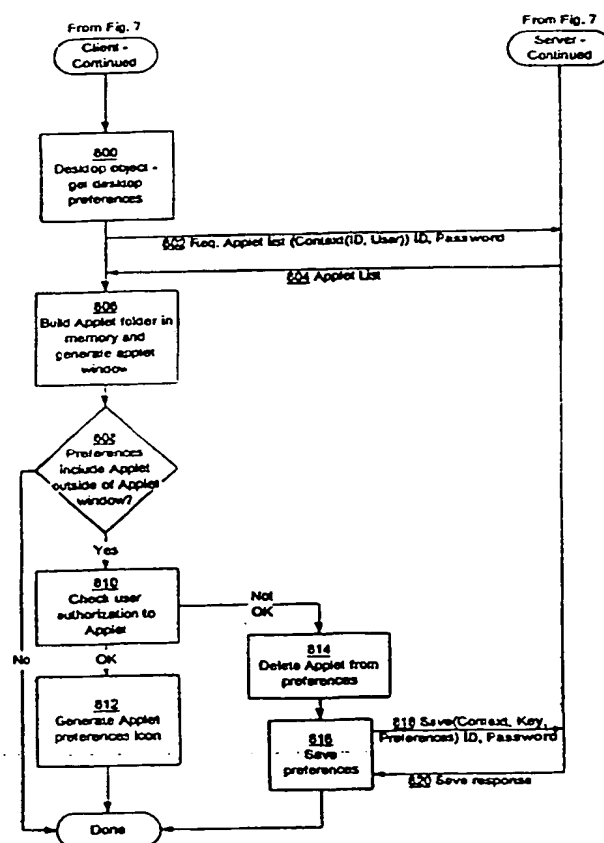 From Fig. 7
Client -
Continued
From Fig. 7
Server -
Continued
800
Desktop object -
get desktop
preferences
802 Req. Applet list (Context(ID, User)) ID, Password
804 Applet List
806
Build Applet folder in
memory and
generate applet
window
Preferences
include Applet
outside of Applet
window?
Yes
No
810
Check user
authorization to
Applet
Not
OK
OK
814
Delete Applet from
preferences
812
Generate Applet
preferences Icon
816
Save
preferences
818 Save(Context, Key,
Preferences) ID, Password
820 Save response
Done